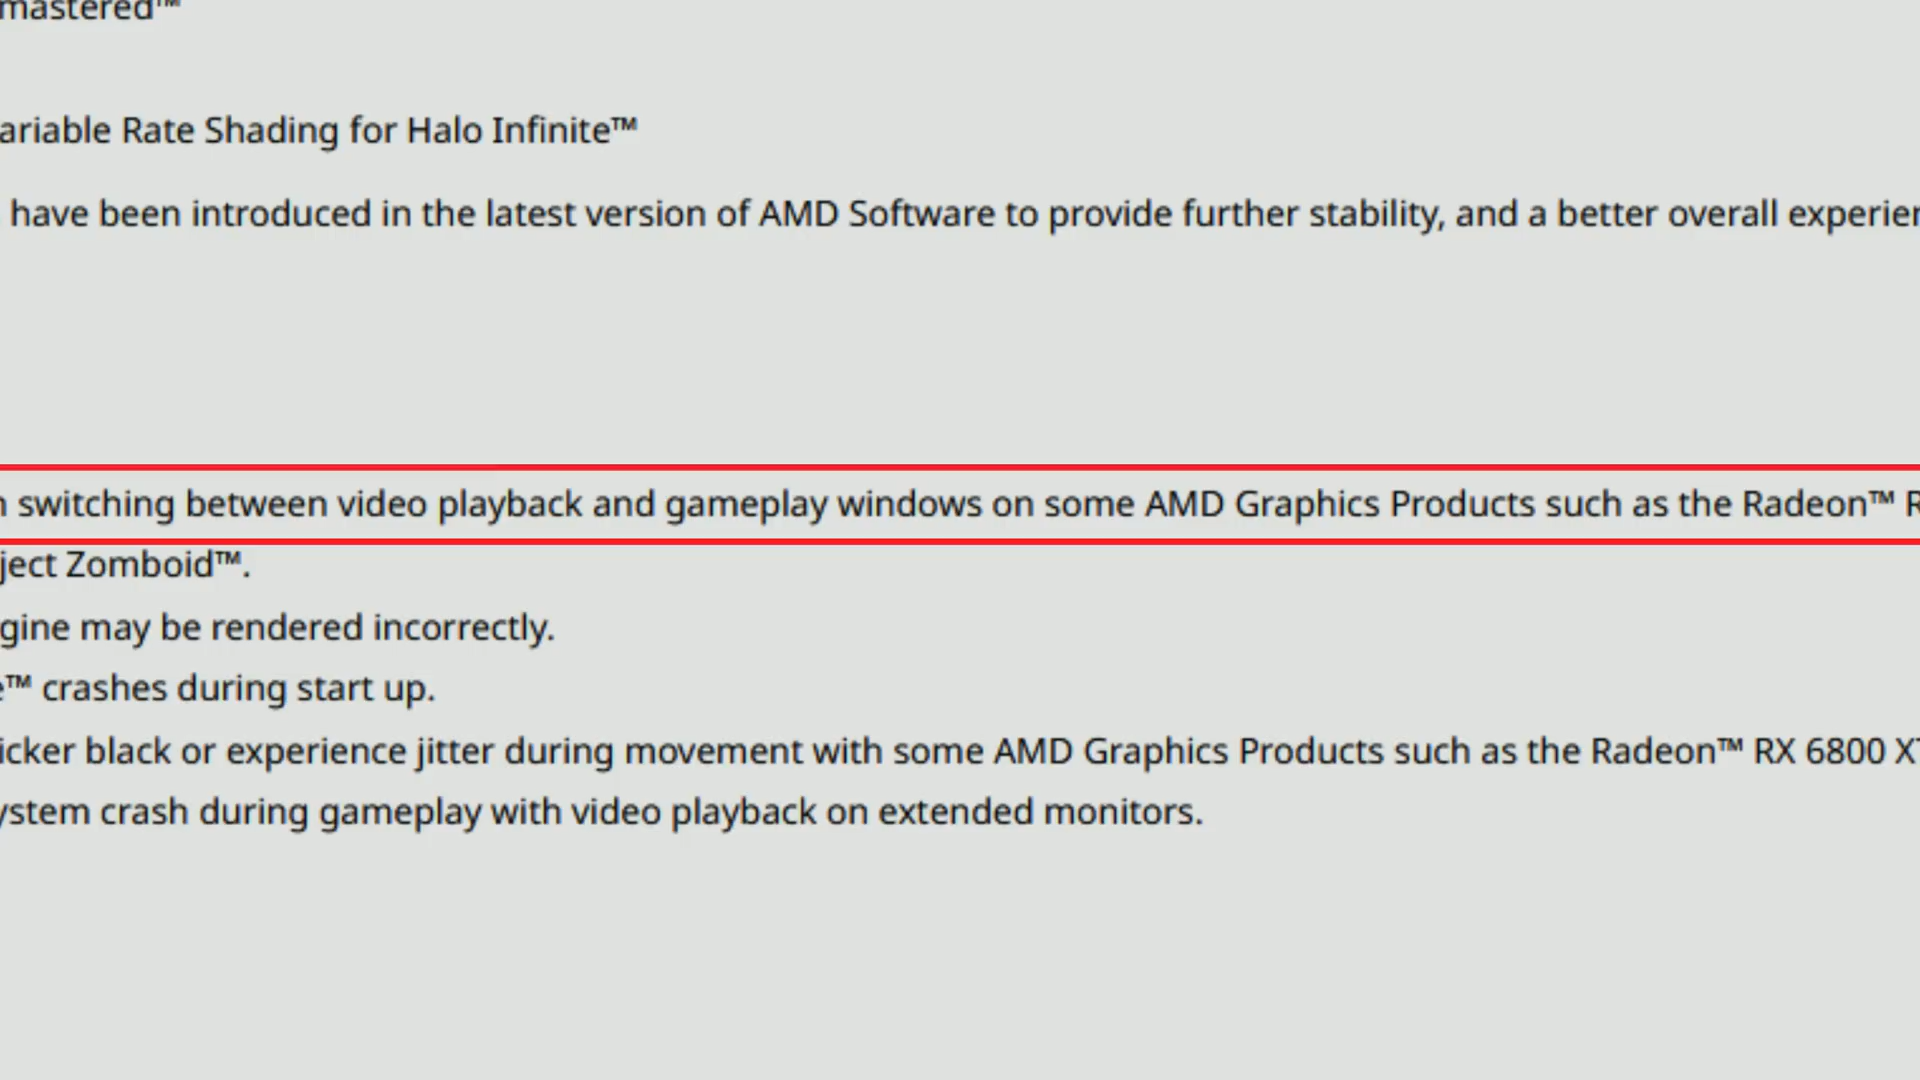 mastered™
ariable Rate Shading for Halo Infinite™
have been introduced in the latest version of AMD Software to provide further stability, and a better overall experien
switching between video playback and gameplay windows on some AMD Graphics Products such as the Radeon™ R
ject Zomboid™.
gine may be rendered incorrectly.
e™ crashes during start up.
icker black or experience jitter during movement with some AMD Graphics Products such as the Radeon™ RX 6800 XT
ystem crash during gameplay with video playback on extended monitors.